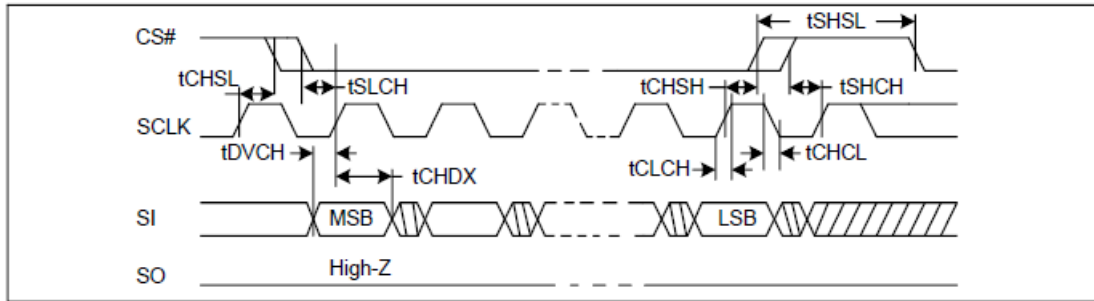 tSHSL
CS#
tCHSL
tSLCH
tCHSH
tSHCH
SCLK
tDVCH
tCHDX
tCLCH
tCHCL
SI
MSB
LSB
High-Z
SO